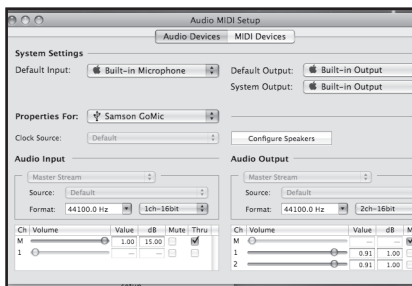 Audio MIDI Setup
Audio Devices MIDI Devices
System Settings
Default Input: Built-in Microphone
Default Output: Built-in Output
System Output: Built-in Output
Properties For: Samson GoMic
Clock Source: Default
Configure Speakers
Audio Input
Audio Output
Master Stream
Master Stream
Source: Default
Source: Default
Format: 44100.0 Hz 1ch-16bit
Format: 44100.0 Hz 2ch-16bit
Ch Volume Value dB Mute Thru
Ch Volume Value dB M
M 1.00 15.00
M — —
1 — —
1 0.91 1.00
2 0.91 1.00